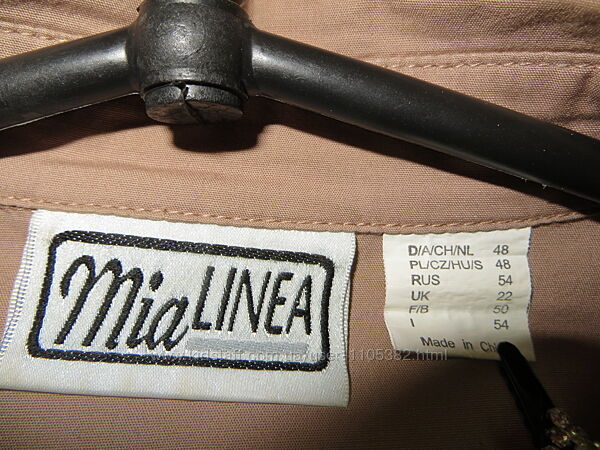 Mia LINEA
D/A/CH/NL 48
PL/CZ/HU/S 48
RUS 54
UK 22
F/B 50
I 54
Made in